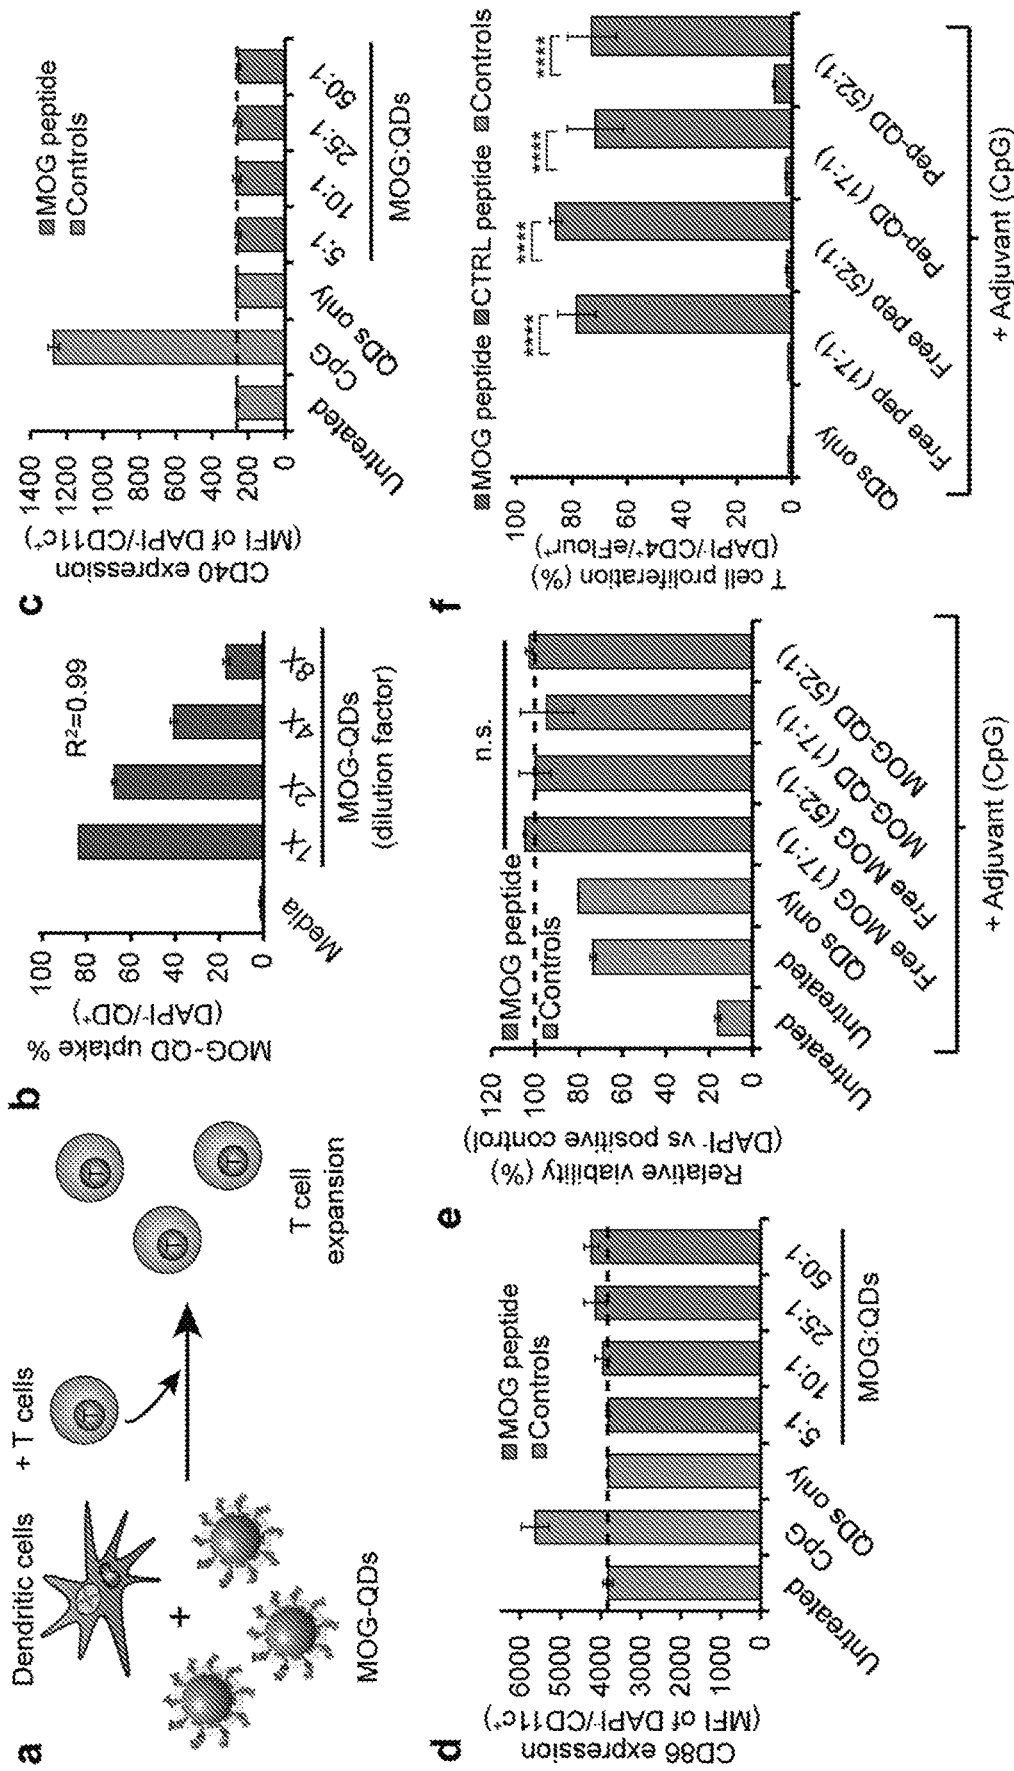 a
Dendritic cells
+ T cells
+
MOG-QDs
T
T
T
T
T cell
expansion
b
MOG-QD uptake %
(DAPI⁻/QD⁺)
100
80
60
40
20
0
R²=0.99
Media
1X
2X
4X
8X
MOG-QDs
(dilution factor)
c
CD40 expression
(MFI of DAPI⁻/CD11c⁺)
1400
1200
1000
800
600
400
200
0
MOG peptide
Controls
Untreated
CpG
QDs only
5:1
10:1
25:1
50:1
MOG:QDs
d
CD86 expression
(MFI of DAPI⁻/CD11c⁺)
6000
5000
4000
3000
2000
1000
0
MOG peptide
Controls
Untreated
CpG
QDs only
5:1
10:1
25:1
50:1
MOG:QDs
e
Relative viability (%)
(DAPI⁻ vs positive control)
120
100
80
60
40
20
0
MOG peptide
Controls
n.s.
Untreated
Untreated
QDs only
Free MOG (17:1)
Free MOG (52:1)
MOG-QD (17:1)
MOG-QD (52:1)
+ Adjuvant (CpG)
f
T cell proliferation (%)
(DAPI⁻/CD4⁺/eFlour⁺)
100
80
60
40
20
0
MOG peptide CTRL peptide Controls
****
****
****
****
QDs only
Free pep (17:1)
Free pep (52:1)
Pep-QD (17:1)
Pep-QD (52:1)
+ Adjuvant (CpG)